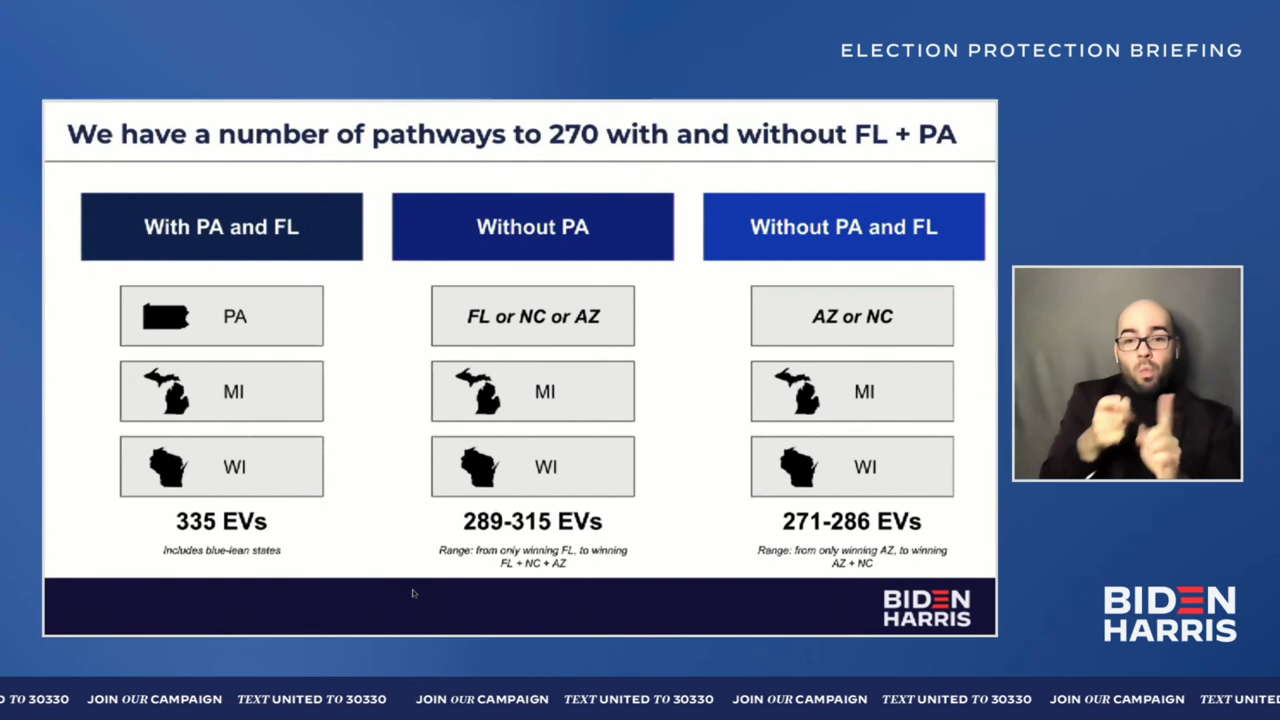 ELECTION PROTECTION BRIEFING
We have a number of pathways to 270 with and without FL + PA
With PA and FL
Without PA
Without PA and FL
PA
FL or NC or AZ
AZ or NC
MI
MI
MI
WI
WI
WI
335 EVs
289-315 EVs
271-286 EVs
Includes blue-lean states
Range: from only winning FL, to winning
FL + NC + AZ
Range: from only winning AZ, to winning
AZ + NC
BIDEN
HARRIS
BIDEN
HARRIS
D TO 30330 JOIN OUR CAMPAIGN TEXT UNITED TO 30330 JOIN OUR CAMPAIGN TEXT UNITED TO 30330 JOIN OUR CAMPAIGN TEXT UNITED TO 30330 JOIN OUR CAMPAIGN TEXT UNITE